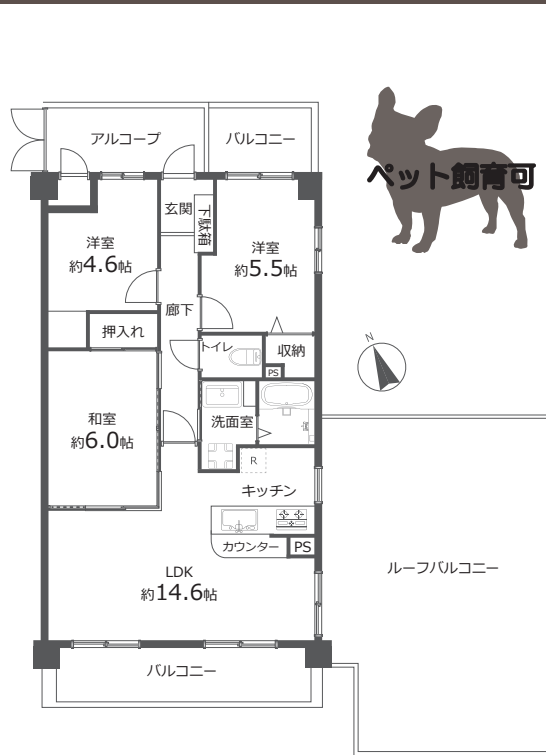 アルコープ
バルコニー
ペット飼育可
玄関
下駄箱
洋室
約4.6帖
洋室
約5.5帖
廊下
押入れ
トイレ
収納
PS
N
和室
約6.0帖
洗面室
R
キッチン
カウンター
PS
LDK
約14.6帖
ルーフバルコニー
バルコニー